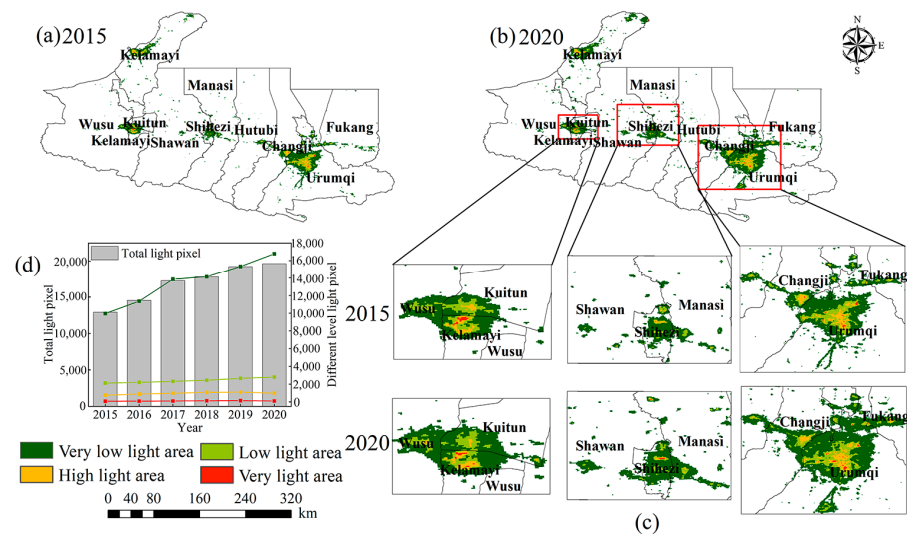 (a) 2015
Kelamayi
Manasi
Wusu
Kuitun
Kelamayi
Shawan
Shihezi
Hutubi
Fukang
Changji
Urumqi
(b) 2020
N
E
S
W
Kelamayi
Manasi
Wusu
Kuitun
Kelamayi
Shawan
Shihezi
Hutubi
Fukang
Changji
Urumqi
(d)
Total light pixel
Total light pixel
20,000
15,000
10,000
5,000
0
18,000
16,000
14,000
12,000
10,000
8,000
6,000
4,000
2,000
0
Different level light pixel
2015 2016 2017 2018 2019 2020
Year
2015
Kuitun
Wusu
Kelamayi
Wusu
Manasi
Shawan
Shihezi
Changji
Fukang
Urumqi
2020
Kuitun
Wusu
Kelamayi
Wusu
Manasi
Shawan
Shihezi
Changji
Fukang
Urumqi
(c)
Very low light area
Low light area
High light area
Very light area
0 20 40 80 160 240 320
km